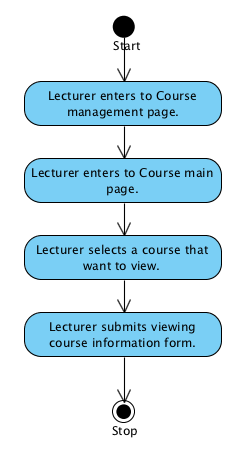 Start
Lecturer enters to Course
management page.
Lecturer enters to Course main
page.
Lecturer selects a course that
want to view.
Lecturer submits viewing
course information form.
Stop